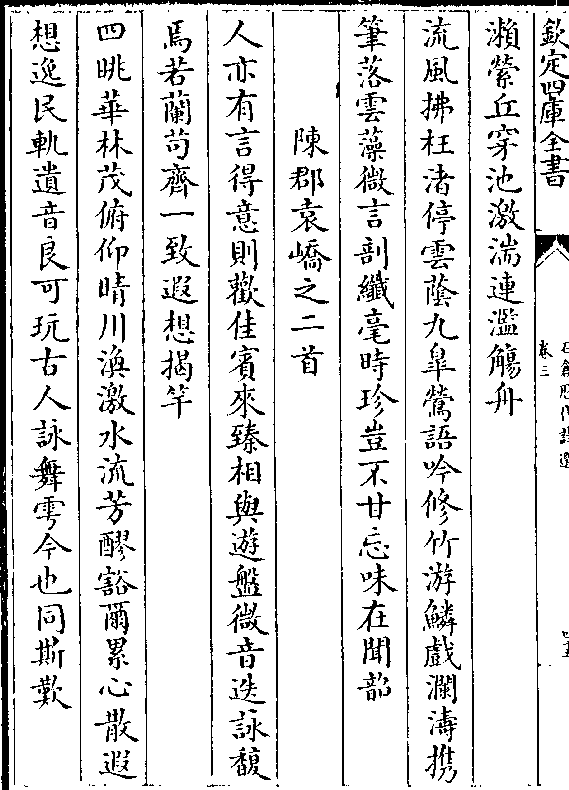 欽定四庫全書
卷三
瀨縈丘穿池激湍連濫觴舟
流風拂枉渚停雲蔭九臯鶯語吟修竹游鱗戲瀾濤携
筆落雲藻微言剖纖毫時珍豈不甘忘味在聞韶
陳郡袁嶠之二首
人亦有言得意則歡佳賓來臻相與遊盤微音迭詠馥
焉若蘭苟齊一致遐想揭竿
四眺華林茂俯仰晴川渙激水流芳醪豁爾累心散遐
想逸民軌遺音良可玩古人詠舞雩今也同斯歎